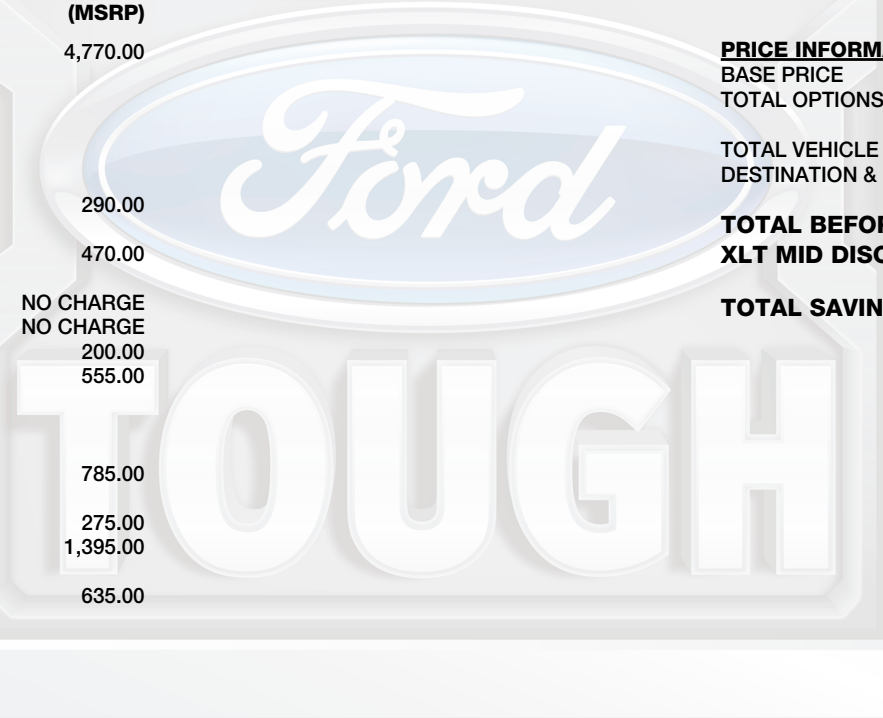 (MSRP)
4,770.00
290.00
470.00
NO CHARGE
NO CHARGE
200.00
555.00
785.00
275.00
1,395.00
635.00
PRICE INFORMA
BASE PRICE
TOTAL OPTIONS
TOTAL VEHICLE
DESTINATION &
TOTAL BEFOR
XLT MID DISC
TOTAL SAVIN
Ford
TOUGH